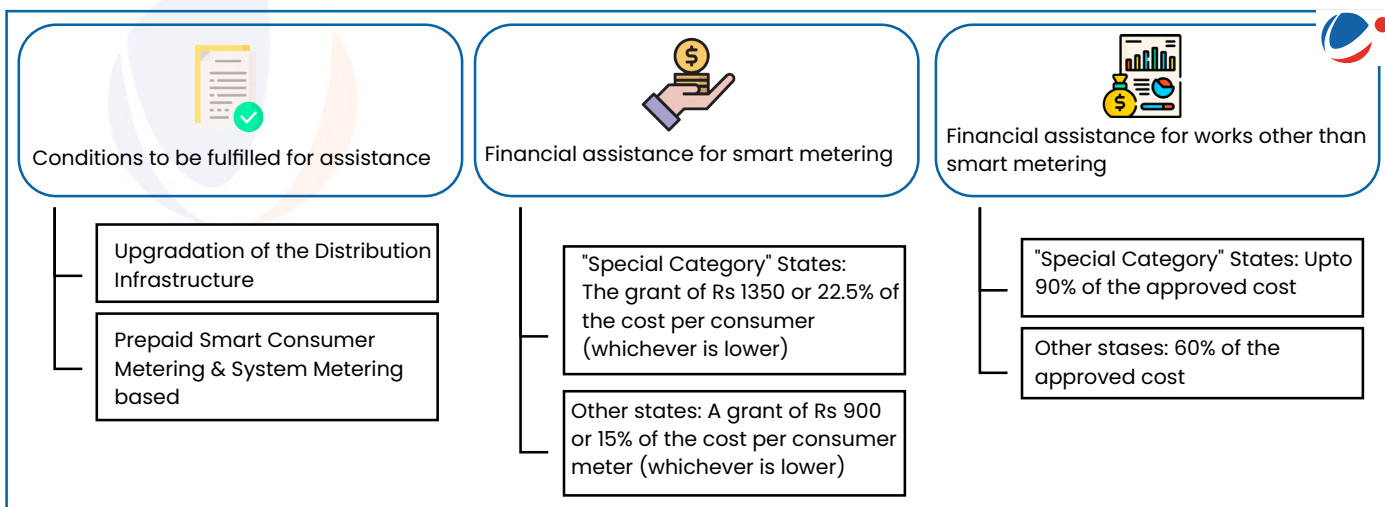 Conditions to be fulfilled for assistance
Upgradation of the Distribution
Infrastructure
Prepaid Smart Consumer
Metering & System Metering
based
Financial assistance for smart metering
"Special Category" States:
The grant of Rs 1350 or 22.5% of
the cost per consumer
(whichever is lower)
Other states: A grant of Rs 900
or 15% of the cost per consumer
meter (whichever is lower)
Financial assistance for works other than
smart metering
"Special Category" States: Upto
90% of the approved cost
Other stases: 60% of the
approved cost